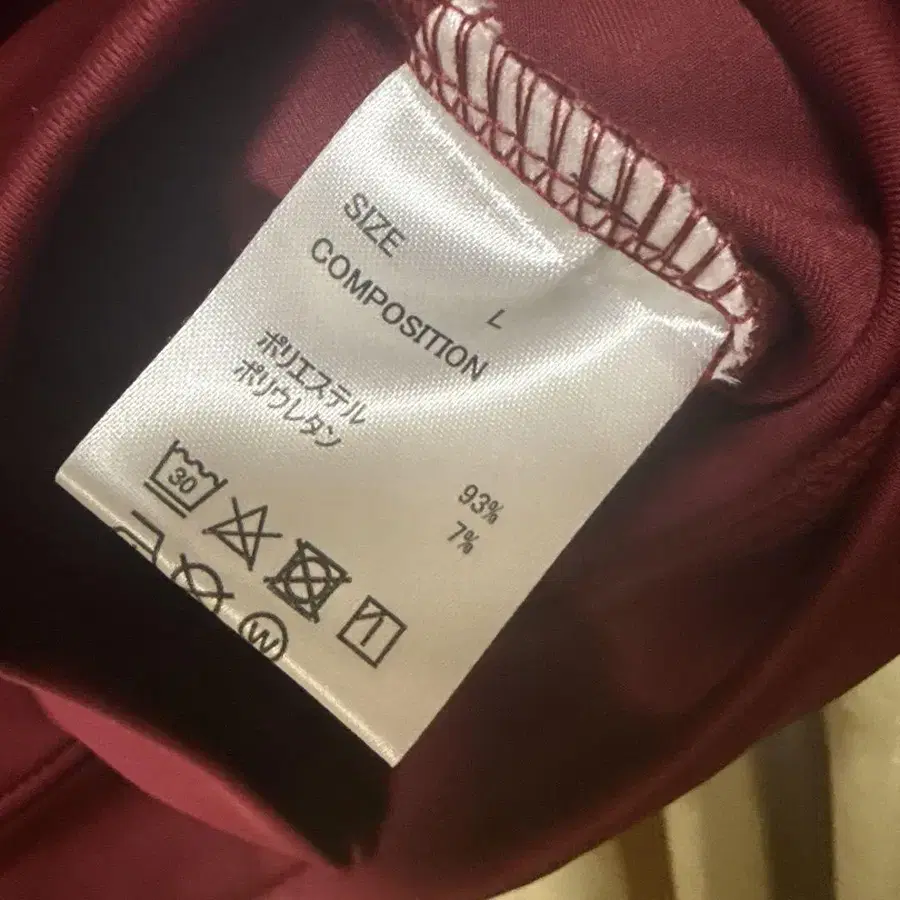 SIZE L
COMPOSITION
ポリエステル 93%
ポリウレタン 7%
30
W